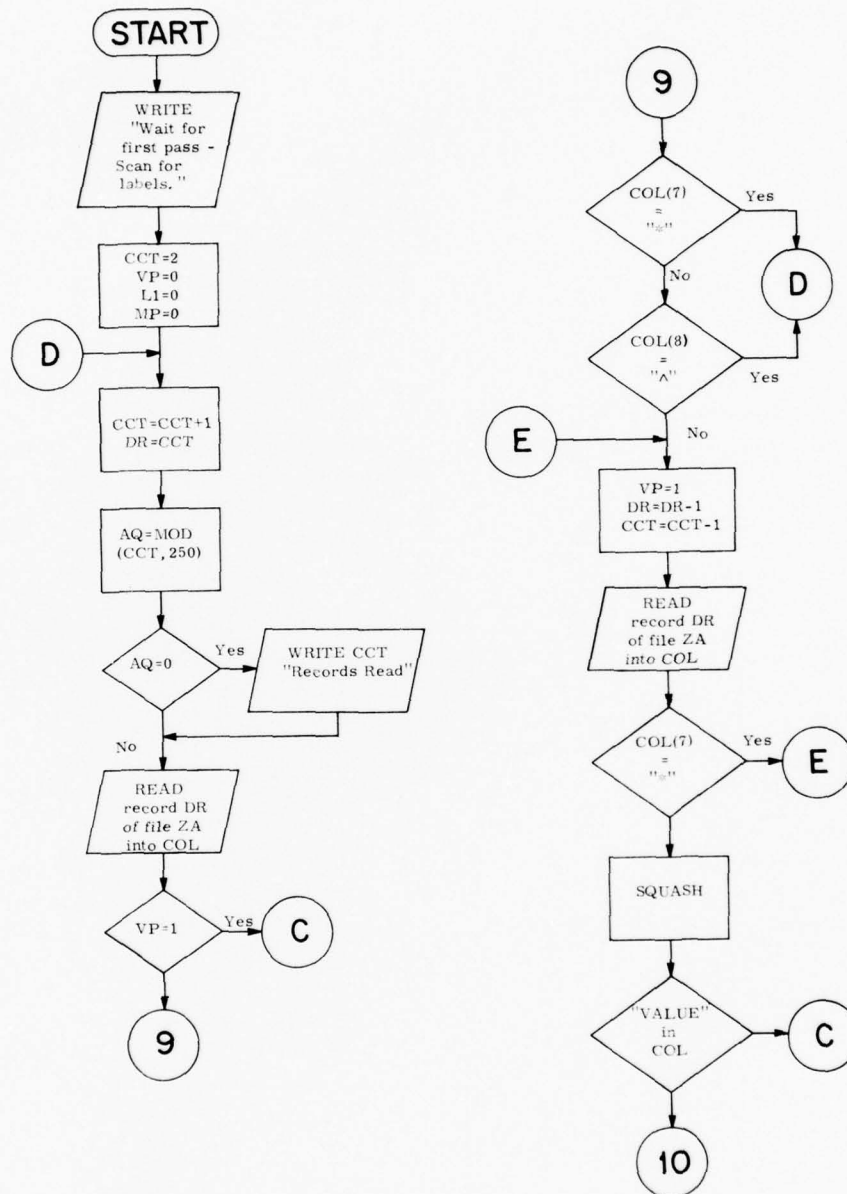 START
WRITE
"Wait for
first pass -
Scan for
labels."
CCT=2
VP=0
L1=0
MP=0
D
CCT=CCT+1
DR=CCT
AQ=MOD
(CCT,250)
AQ=0
Yes
WRITE CCT
"Records Read"
No
READ
record DR
of file ZA
into COL
VP=1
Yes
C
9
9
COL(7)
=
"*"
Yes
D
No
COL(8)
=
"^"
Yes
E
No
VP=1
DR=DR-1
CCT=CCT-1
READ
record DR
of file ZA
into COL
COL(7)
=
"*"
Yes
E
SQUASH
"VALUE"
in
COL
C
10